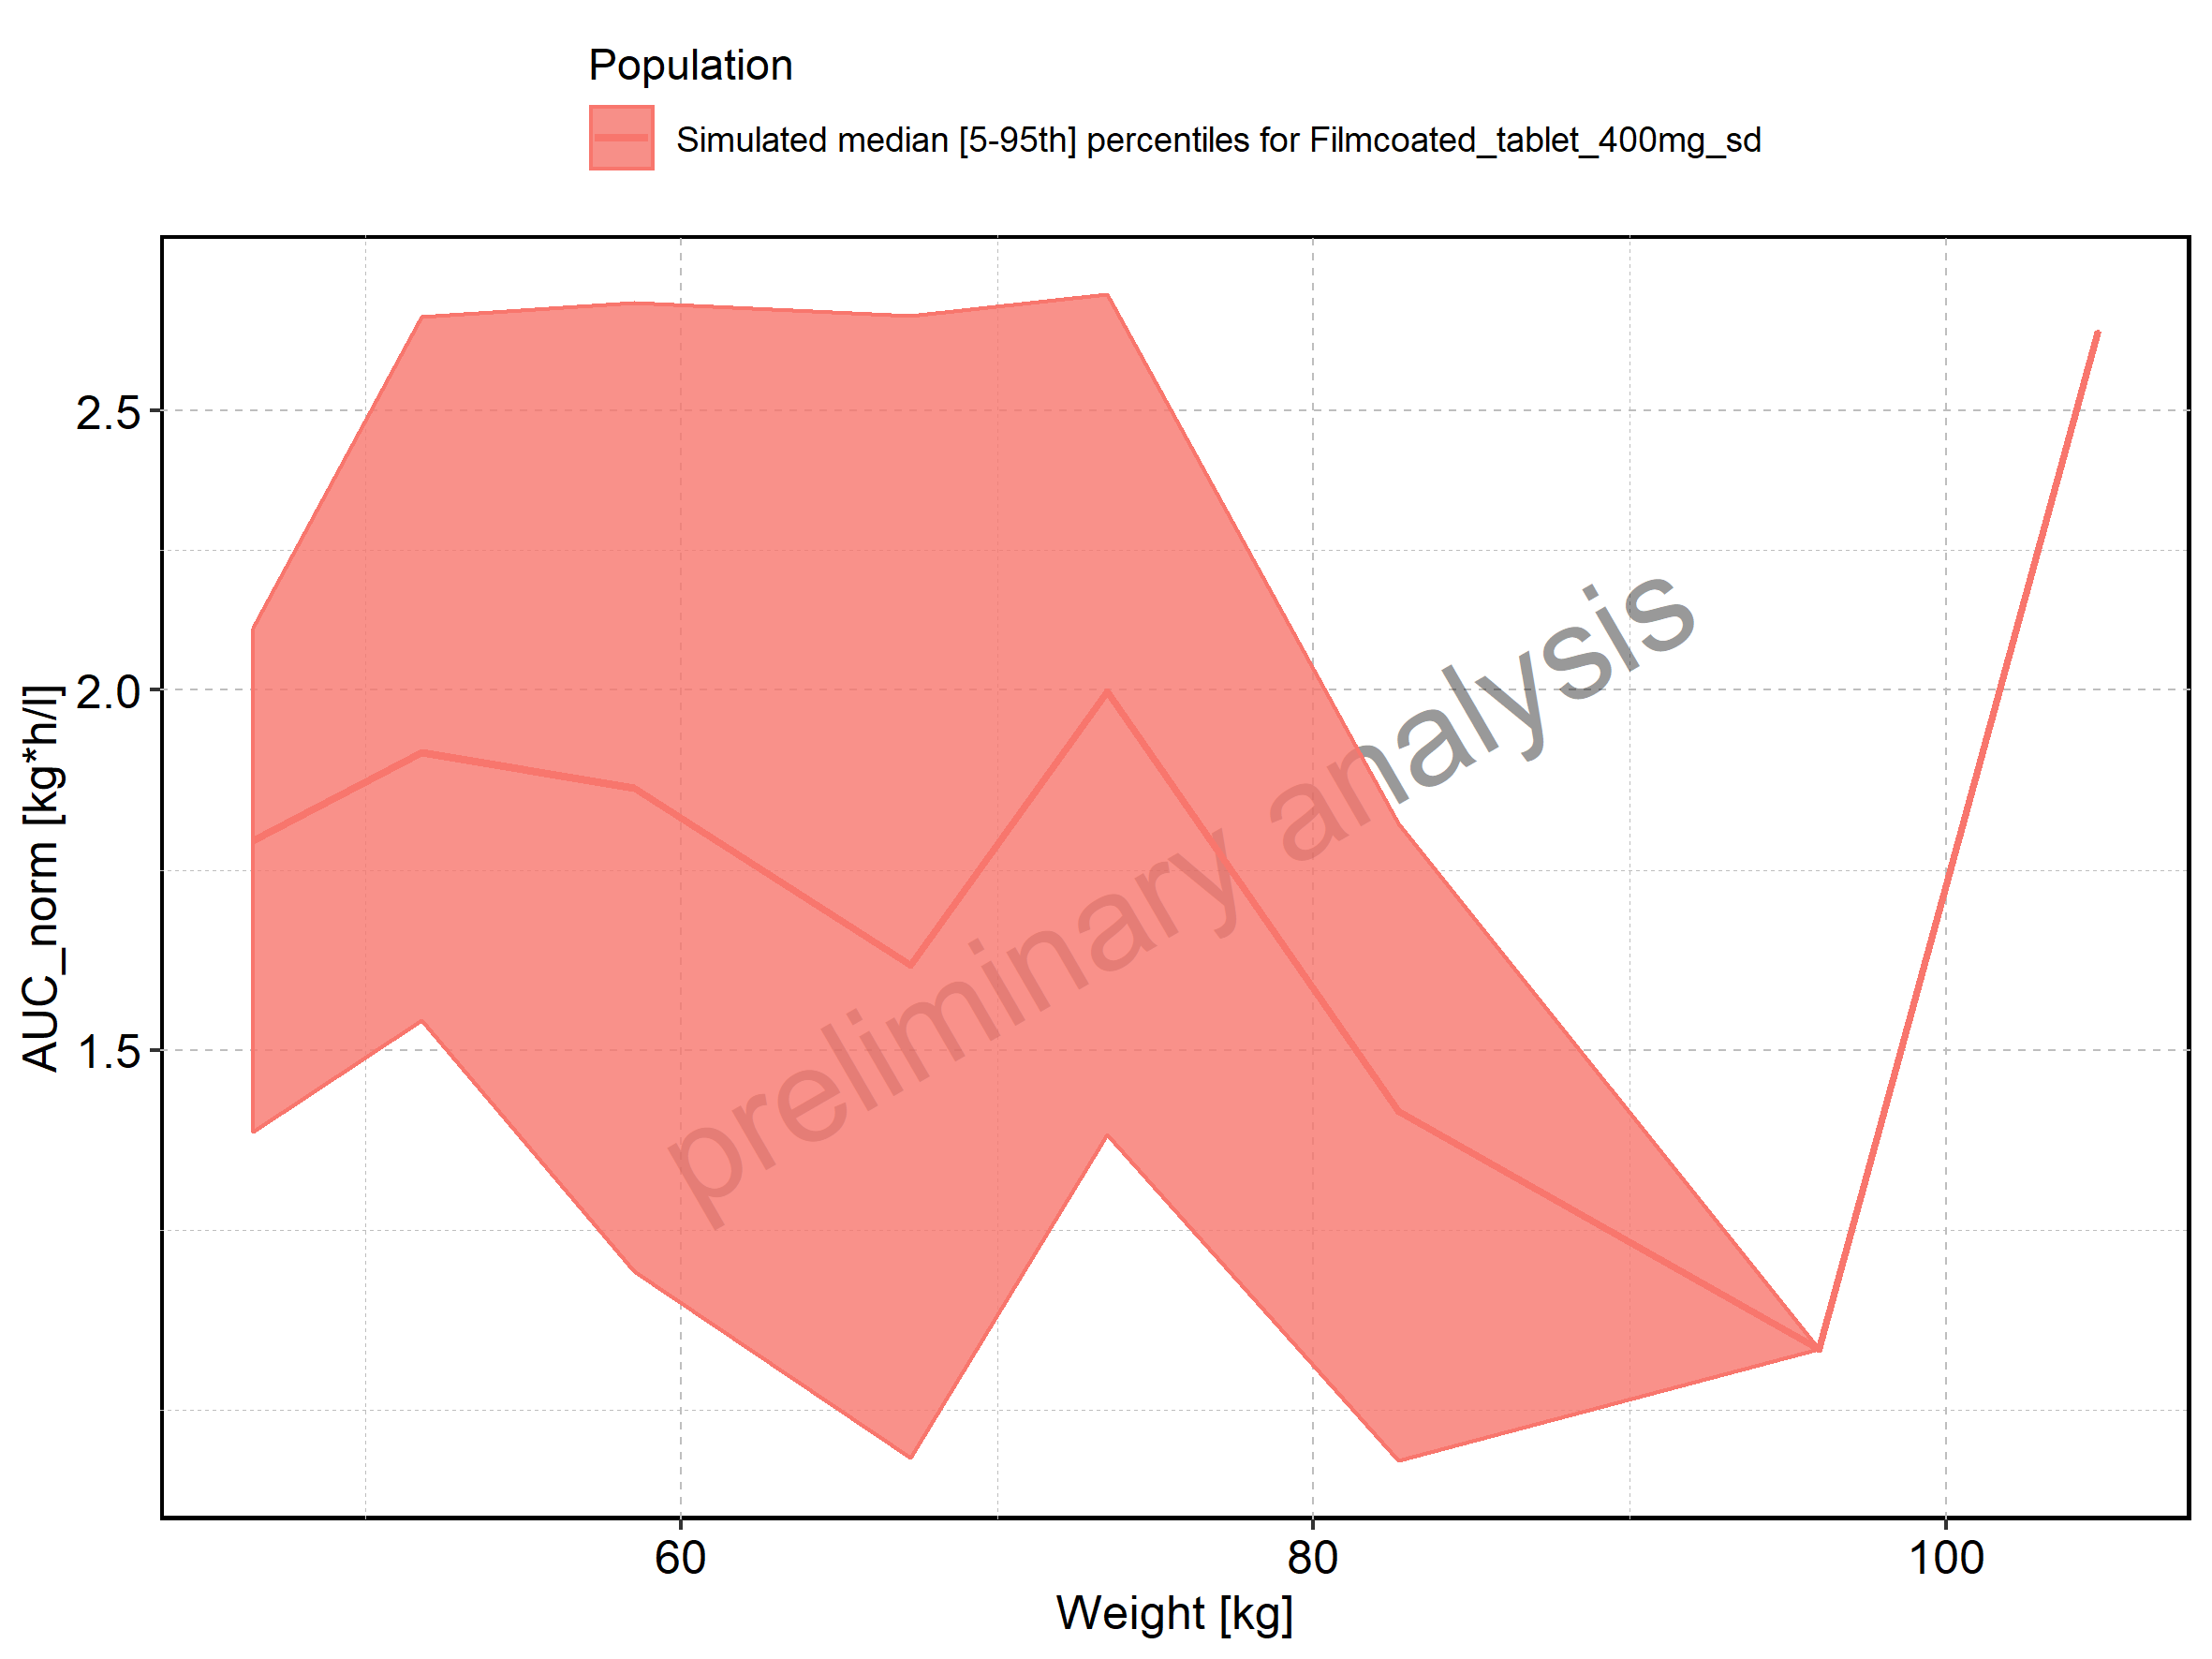 Population
Simulated median [5-95th] percentiles for Filmcoated_tablet_400mg_sd
AUC_norm [kg*h/l]
2.5
2.0
1.5
preliminary analysis
60
80
100
Weight [kg]